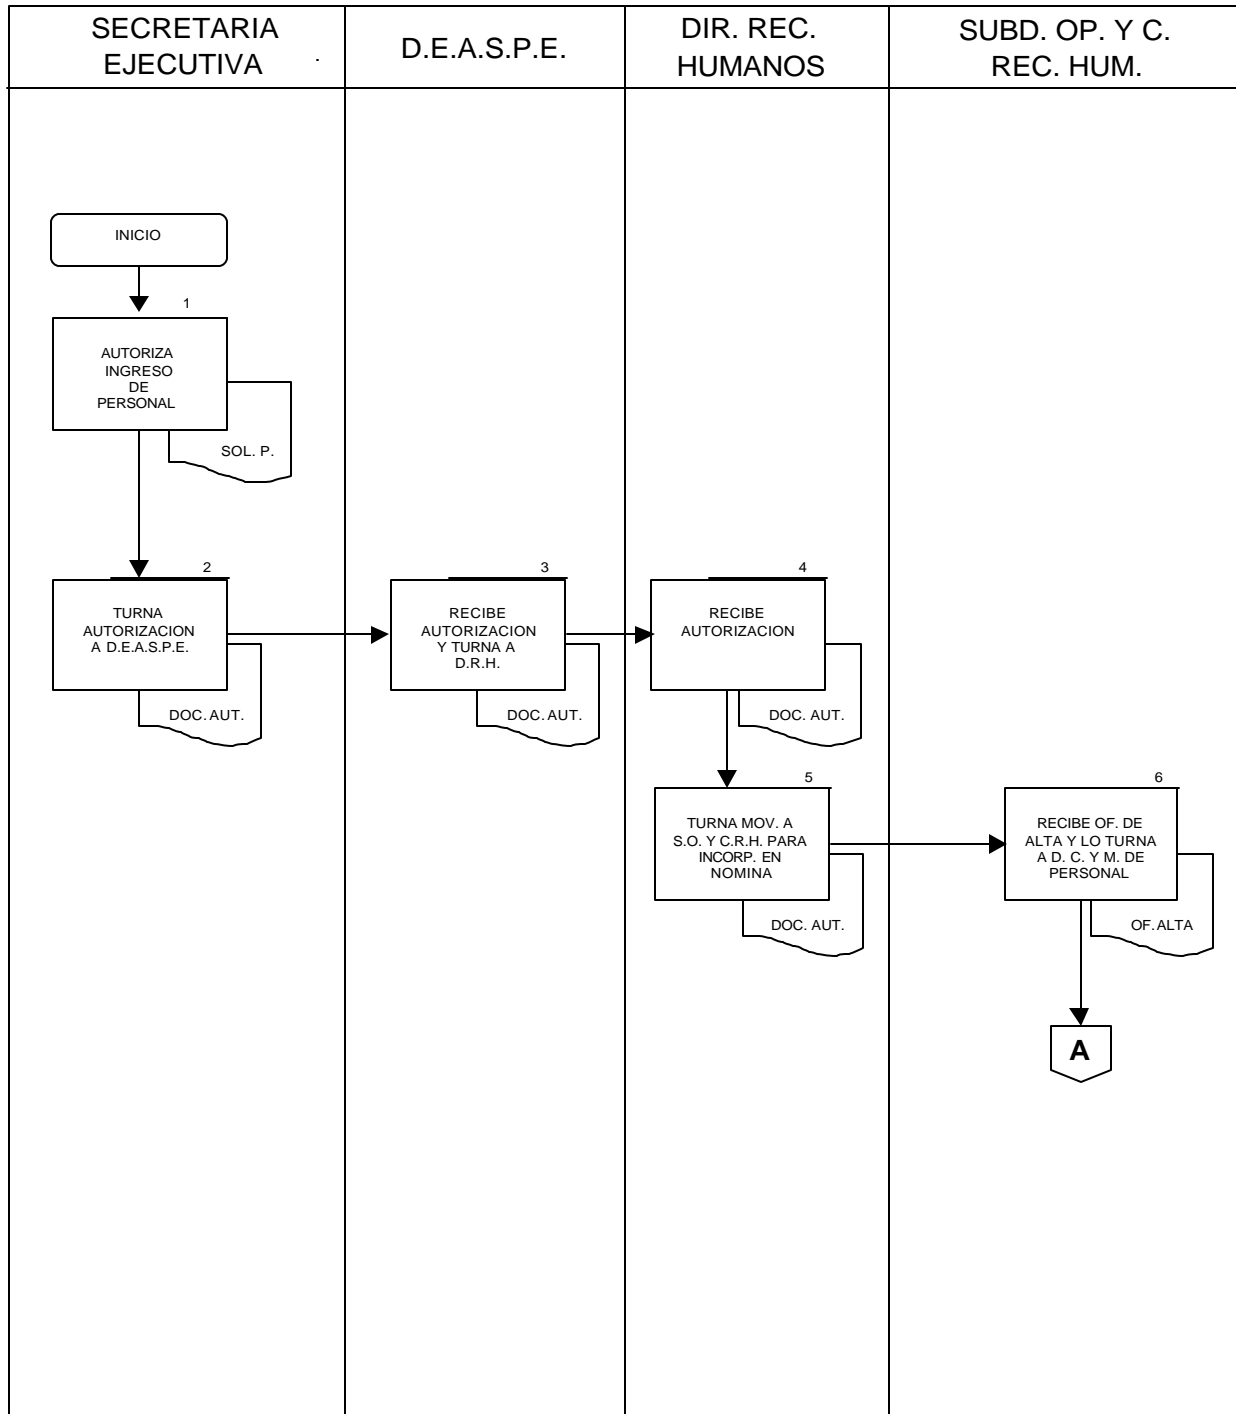 SECRETARIA
EJECUTIVA .
D.E.A.S.P.E.
DIR. REC.
HUMANOS
SUBD. OP. Y C.
REC. HUM.
INICIO
1
AUTORIZA
INGRESO
DE
PERSONAL
SOL. P.
2
TURNA
AUTORIZACION
A D.E.A.S.P.E.
DOC. AUT.
3
RECIBE
AUTORIZACION
Y TURNA A
D.R.H.
DOC. AUT.
4
RECIBE
AUTORIZACION
DOC. AUT.
5
TURNA MOV. A
S.O. Y C.R.H. PARA
INCORP. EN
NOMINA
DOC. AUT.
6
RECIBE OF. DE
ALTA Y LO TURNA
A D. C. Y M. DE
PERSONAL
OF. ALTA
A